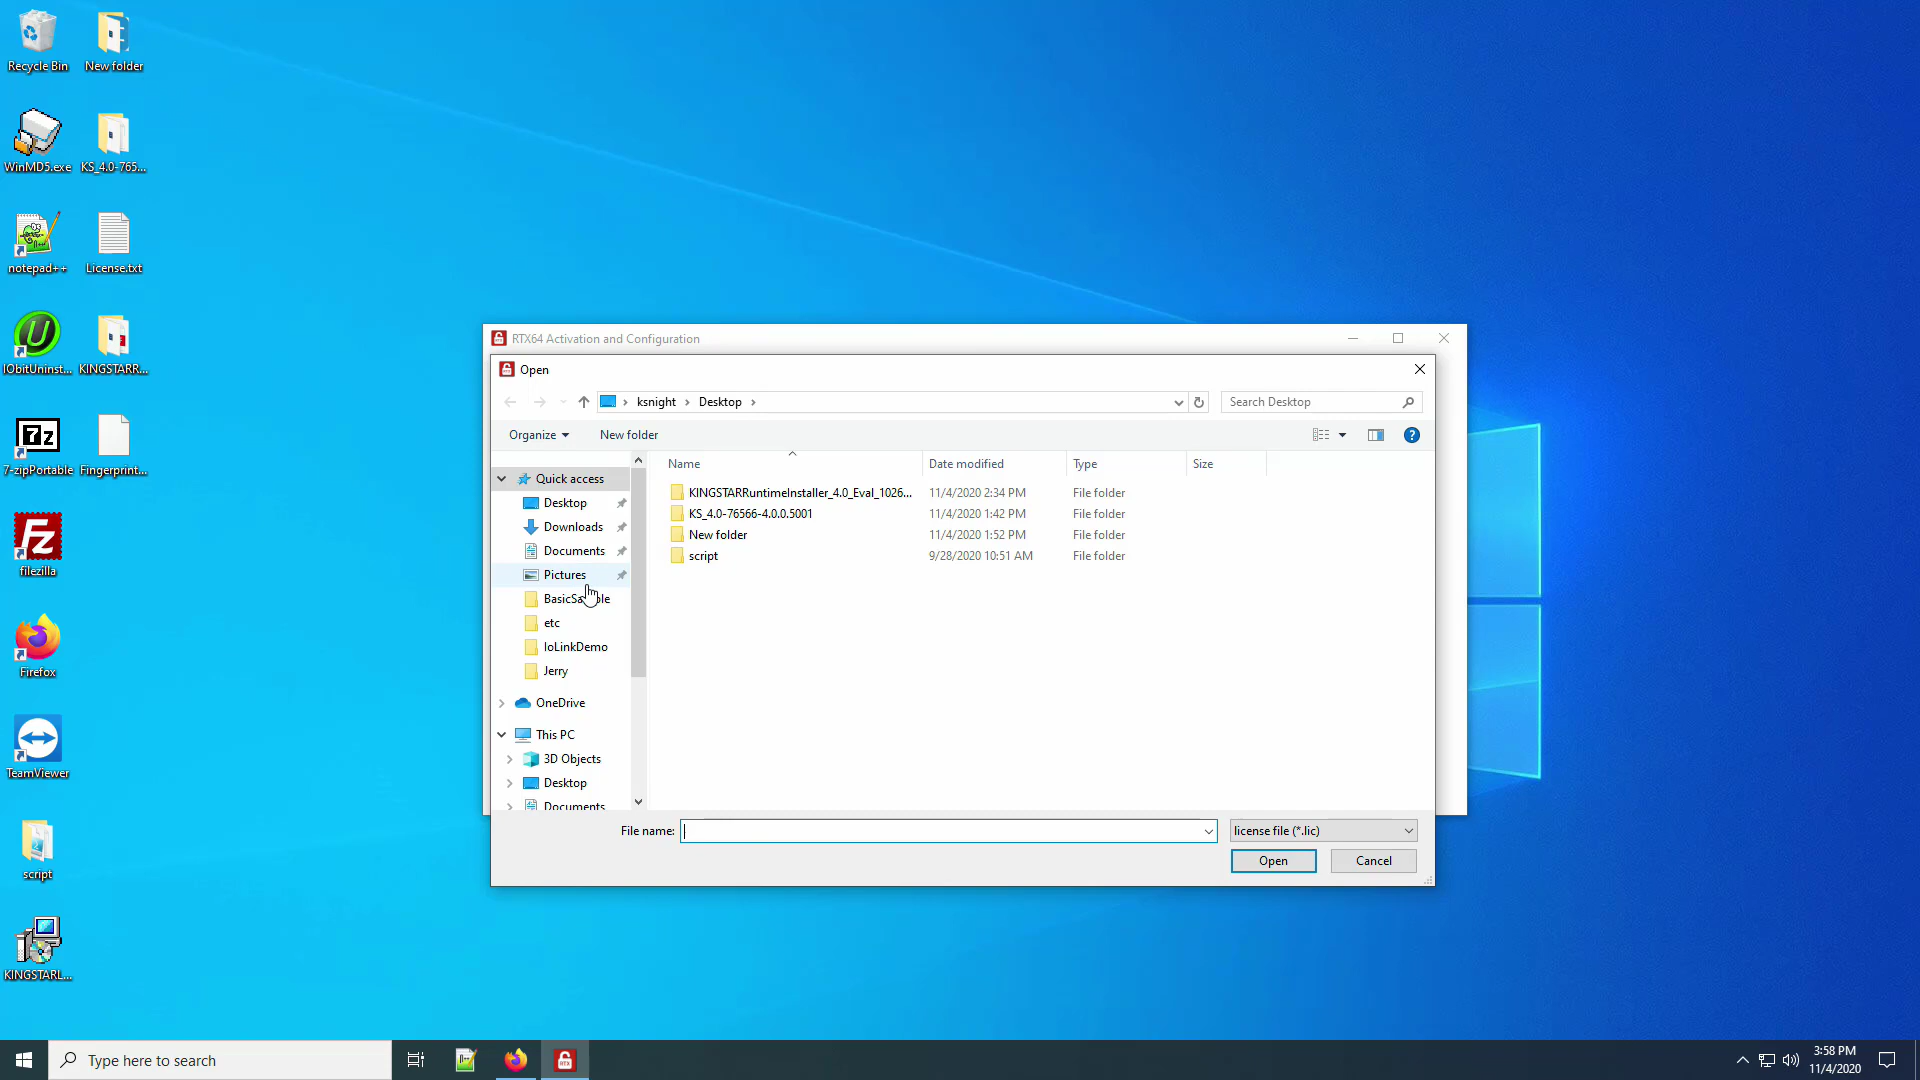 Recycle Bin
New folder
WinMD5.exe
KS_4.0-765...
notepad++
License.txt
IObitUninst...
KINGSTARR...
7-zipPortable
Fingerprint...
filezilla
Firefox
TeamViewer
script
KINGSTARL...
RTX64 Activation and Configuration
Open
ksnight
Desktop
Search Desktop
Organize
New folder
Name
Date modified
Type
Size
Quick access
Desktop
Downloads
Documents
Pictures
BasicSample
etc
IoLinkDemo
Jerry
OneDrive
This PC
3D Objects
Desktop
Documents
KINGSTARRuntimeInstaller_4.0_Eval_1026... 11/4/2020 2:34 PM File folder
KS_4.0-76566-4.0.0.5001 11/4/2020 1:42 PM File folder
New folder 11/4/2020 1:52 PM File folder
script 9/28/2020 10:51 AM File folder
File name:
license file (*.lic)
Open
Cancel
Type here to search
3:58 PM
11/4/2020